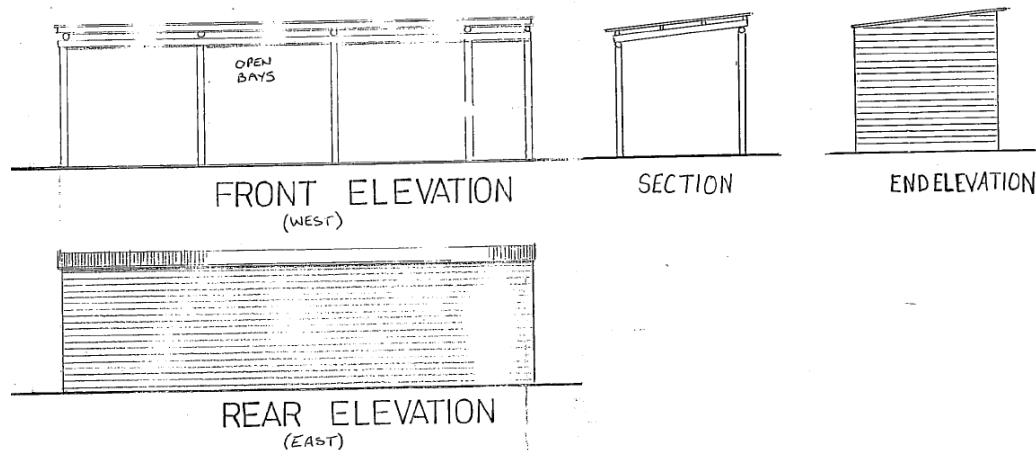 OPEN
BAYS
FRONT ELEVATION
(WEST)
SECTION
END ELEVATION
REAR ELEVATION
(EAST)